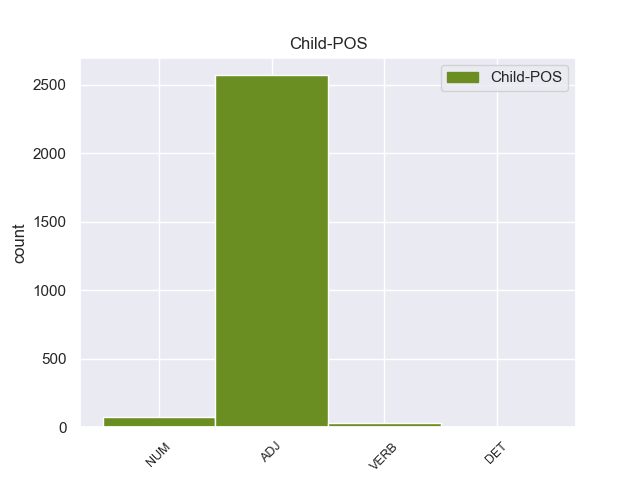 Child-POS
Child-POS
2500
2000
1500
1000
500
0
count
NUM
ADJ
VERB
DET